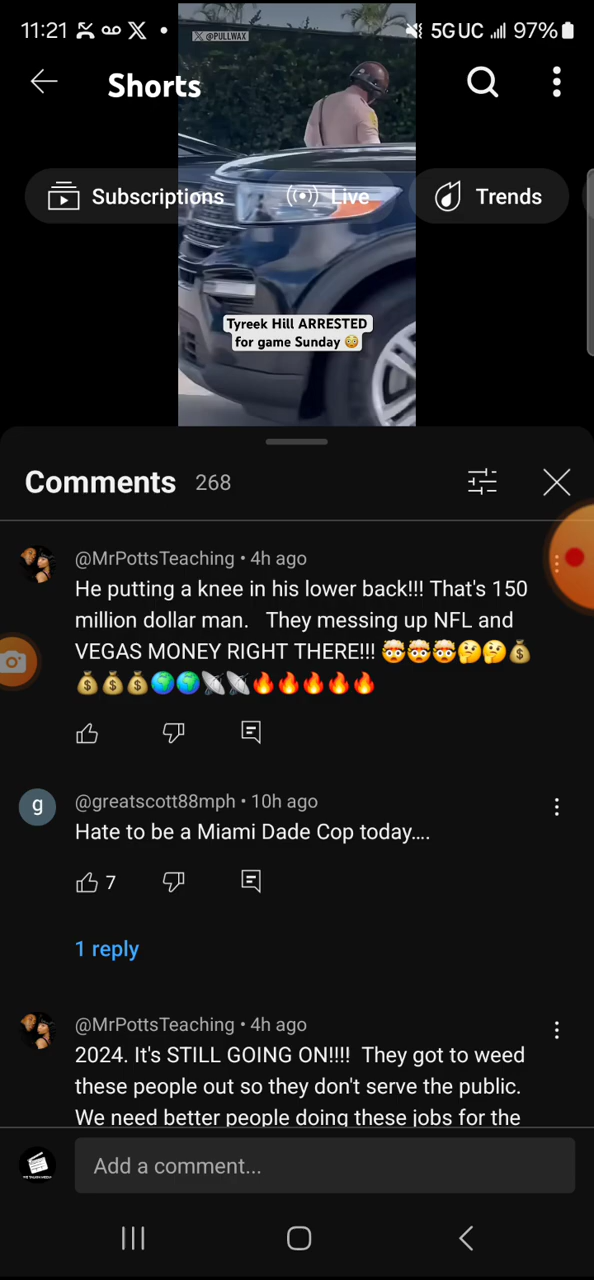 11:21 X • 5GUC 97%
X @PULLWAX
Shorts
Subscriptions
Live
Trends
Tyreek Hill ARRESTED
for game Sunday 😳
Comments 268
@MrPottsTeaching • 4h ago
He putting a knee in his lower back!!! That's 150
million dollar man. They messing up NFL and
VEGAS MONEY RIGHT THERE!!! 🤯🤯🤯🤔🤔💰
💰💰💰🌍🌍📡📡🔥🔥🔥🔥🔥
g
@greatscott88mph • 10h ago
Hate to be a Miami Dade Cop today....
7
1 reply
@MrPottsTeaching • 4h ago
2024. It's STILL GOING ON!!!! They got to weed
these people out so they don't serve the public.
We need better people doing these jobs for the
Add a comment...